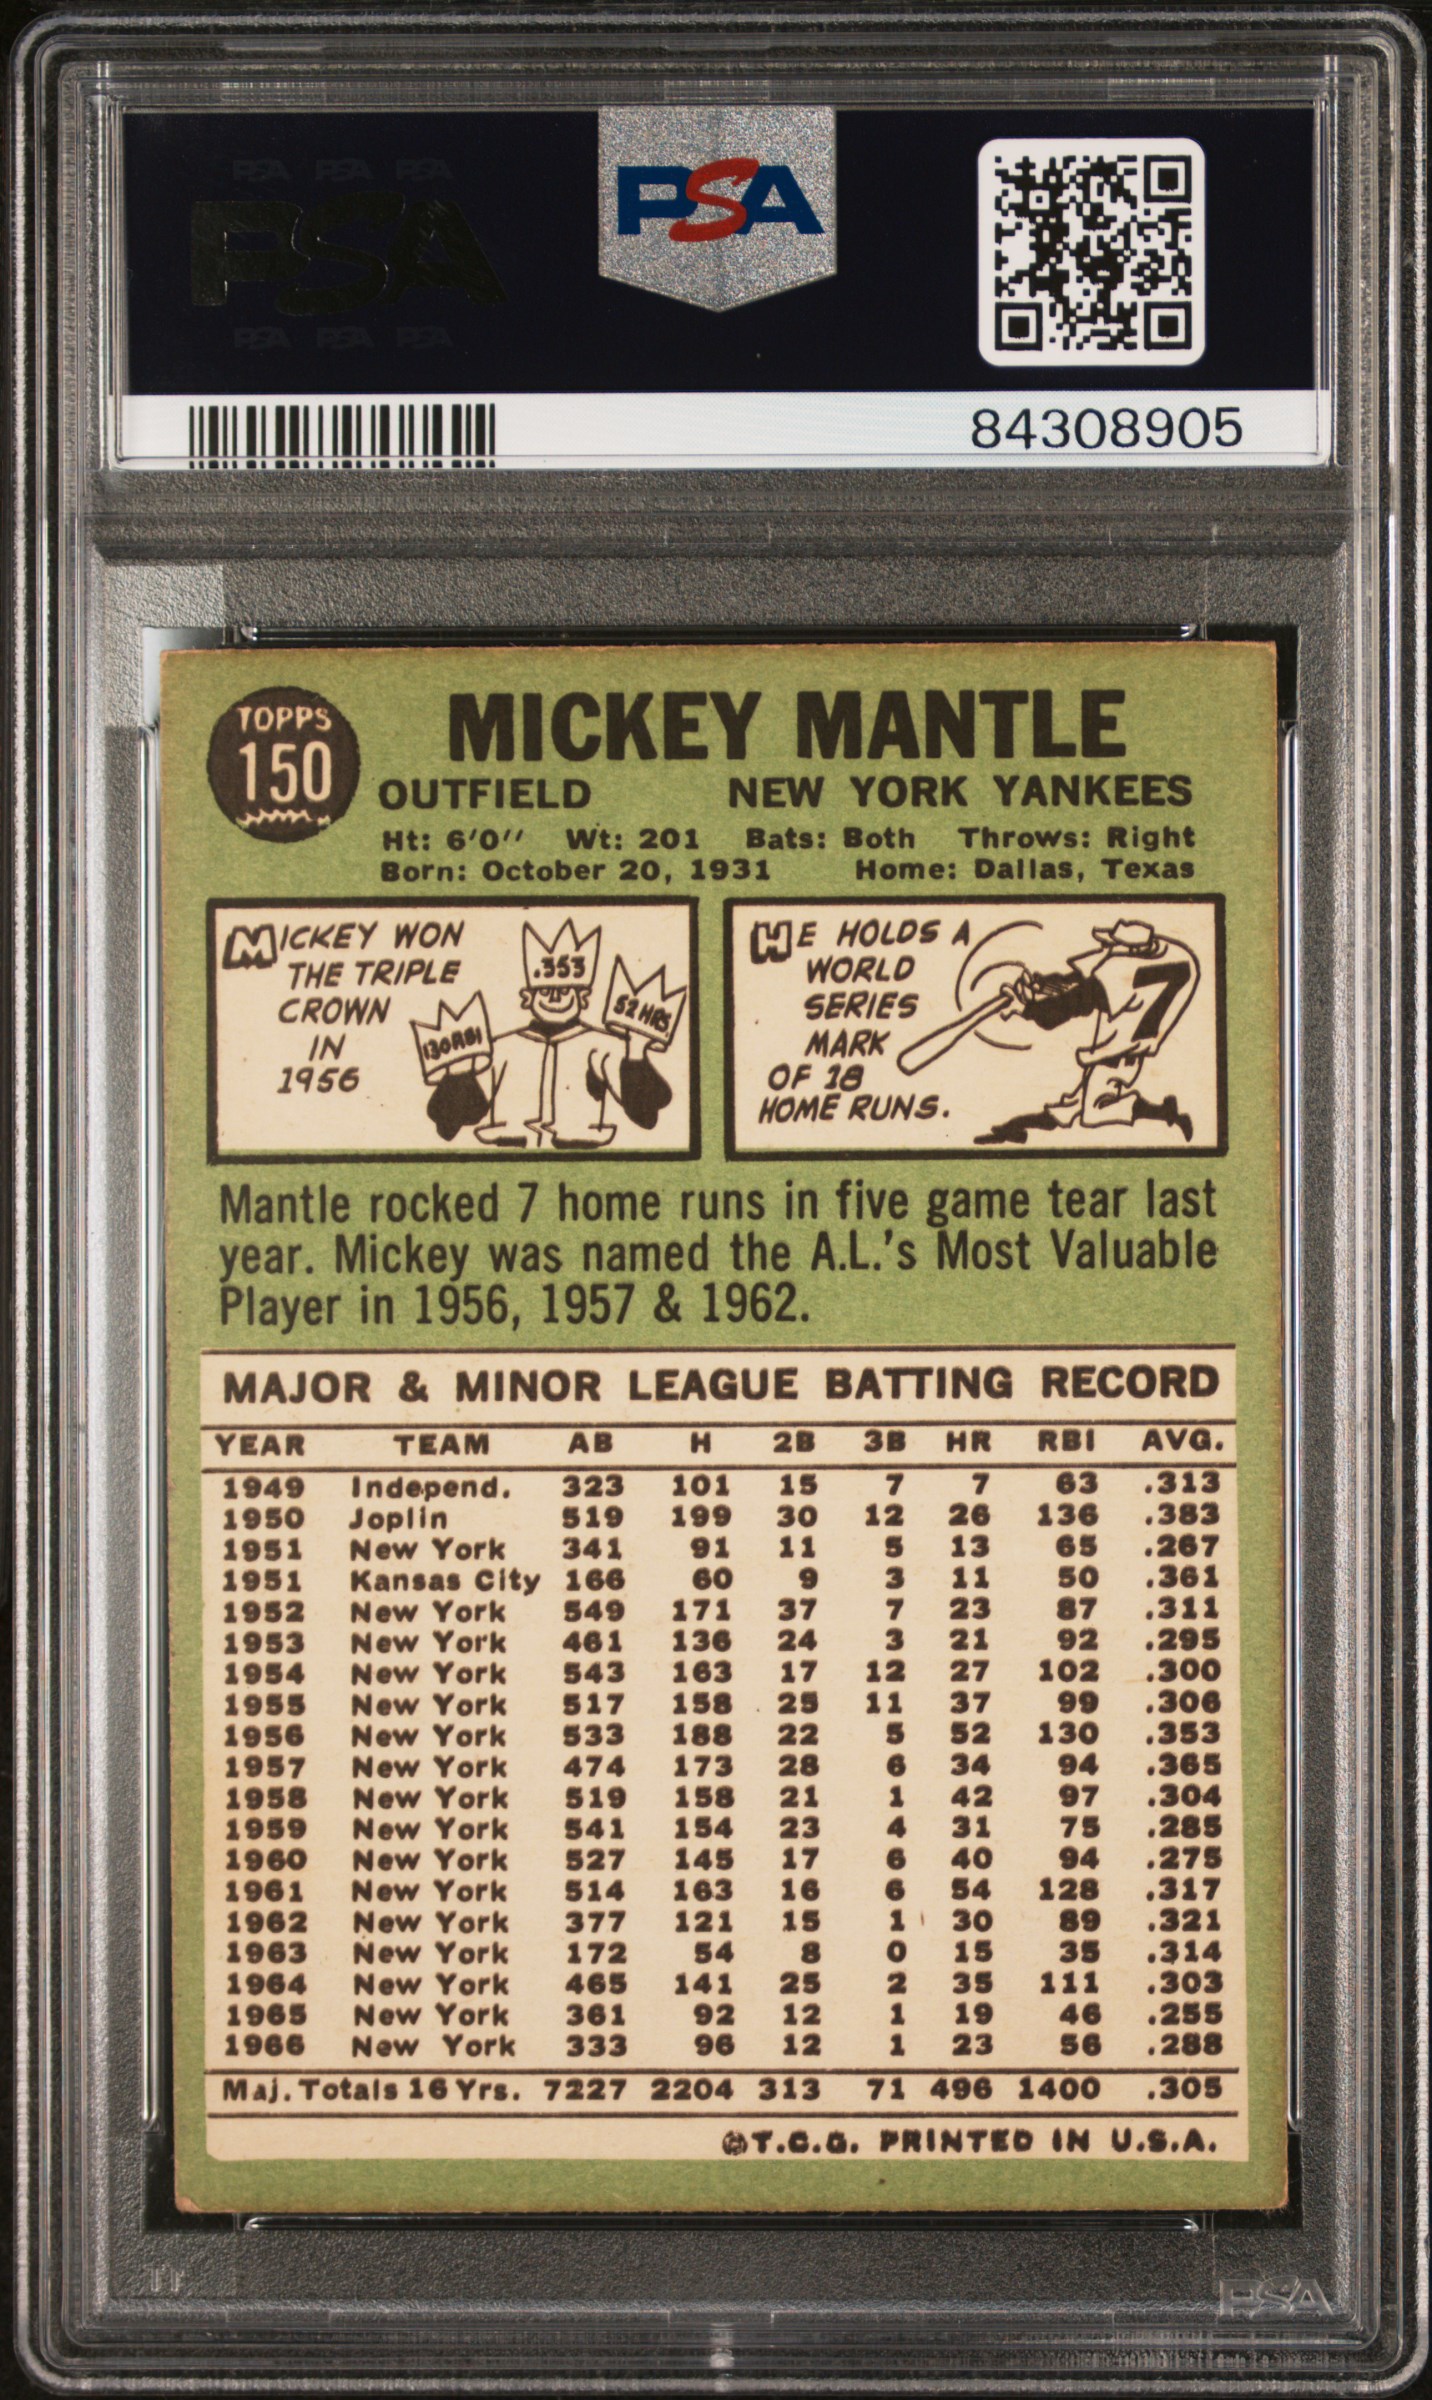 PSA PSA PSA
PSA
PSA PSA PSA
PSA
84308905
TOPPS
150
MICKEY MANTLE
OUTFIELD NEW YORK YANKEES
Ht: 6'0'' Wt: 201 Bats: Both Throws: Right
Born: October 20, 1931 Home: Dallas, Texas
MICKEY WON
THE TRIPLE
CROWN
IN
1956
.353
130 RBI
52 HRS.
HE HOLDS A
WORLD
SERIES
MARK
OF 18
HOME RUNS.
7
Mantle rocked 7 home runs in five game tear last
year. Mickey was named the A.L.'s Most Valuable
Player in 1956, 1957 & 1962.
MAJOR & MINOR LEAGUE BATTING RECORD
YEAR TEAM AB H 2B 3B HR RBI AVG.
1949 Independ. 323 101 15 7 7 63 .313
1950 Joplin 519 199 30 12 26 136 .383
1951 New York 341 91 11 5 13 65 .267
1951 Kansas City 166 60 9 3 11 50 .361
1952 New York 549 171 37 7 23 87 .311
1953 New York 461 136 24 3 21 92 .295
1954 New York 543 163 17 12 27 102 .300
1955 New York 517 158 25 11 37 99 .306
1956 New York 533 188 22 5 52 130 .353
1957 New York 474 173 28 6 34 94 .365
1958 New York 519 158 21 1 42 97 .304
1959 New York 541 154 23 4 31 75 .285
1960 New York 527 145 17 6 40 94 .275
1961 New York 514 163 16 6 54 128 .317
1962 New York 377 121 15 1 30 89 .321
1963 New York 172 54 8 0 15 35 .314
1964 New York 465 141 25 2 35 111 .303
1965 New York 361 92 12 1 19 46 .255
1966 New York 333 96 12 1 23 56 .288
Maj. Totals 16 Yrs. 7227 2204 313 71 496 1400 .305
©T.C.G. PRINTED IN U.S.A.
PSA